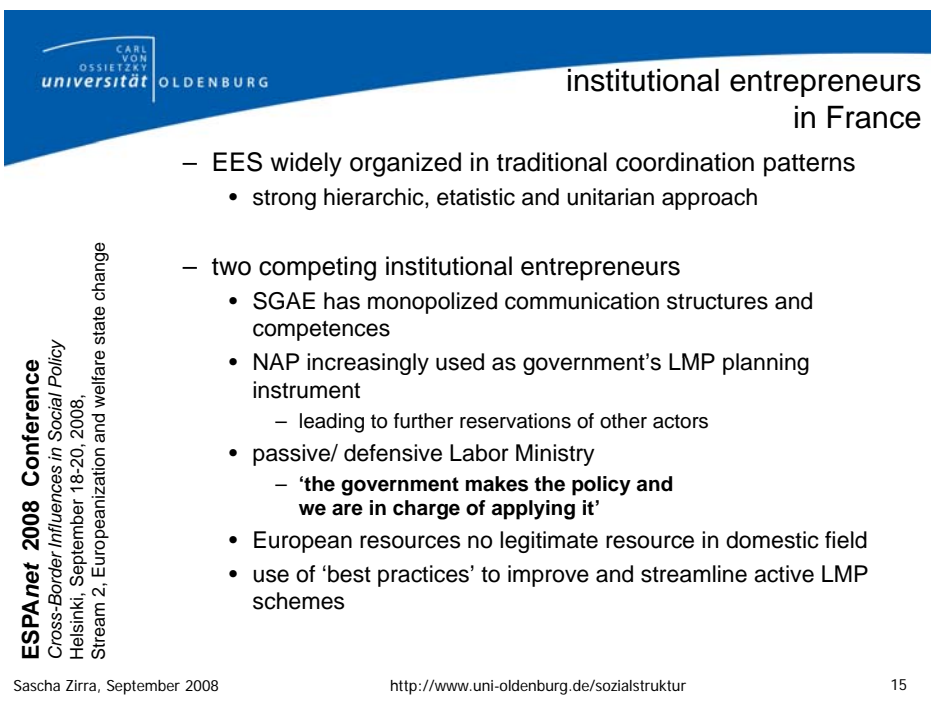 CARL
VON
OSSIETZKY
universität OLDENBURG
institutional entrepreneurs
in France
– EES widely organized in traditional coordination patterns
• strong hierarchic, etatistic and unitarian approach
– two competing institutional entrepreneurs
• SGAE has monopolized communication structures and
competences
• NAP increasingly used as government’s LMP planning
instrument
– leading to further reservations of other actors
• passive/ defensive Labor Ministry
– ‘the government makes the policy and
we are in charge of applying it’
• European resources no legitimate resource in domestic field
• use of ‘best practices’ to improve and streamline active LMP
schemes
ESPAnet 2008 Conference
Cross-Border Influences in Social Policy
Helsinki, September 18-20, 2008,
Stream 2, Europeanization and welfare state change
Sascha Zirra, September 2008 http://www.uni-oldenburg.de/sozialstruktur 15